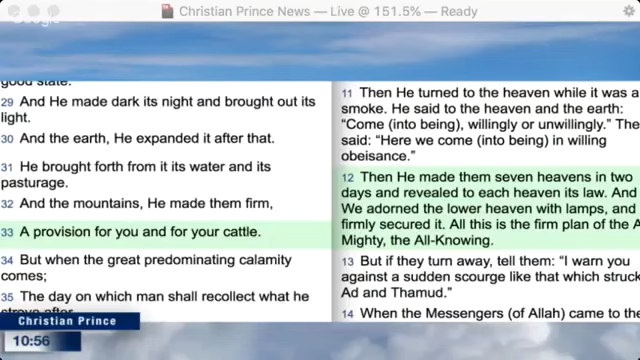 Christian Prince News — Live @ 151.5% — Ready
Google
good state.
29 And He made dark its night and brought out its
light.
30 And the earth, He expanded it after that.
31 He brought forth from it its water and its
pasturage.
32 And the mountains, He made them firm,
33 A provision for you and for your cattle.
34 But when the great predominating calamity
comes;
35 The day on which man shall recollect what he
strove after,
11 Then He turned to the heaven while it was a
smoke. He said to the heaven and the earth:
“Come (into being), willingly or unwillingly.” The
said: “Here we come (into being) in willing
obeisance.”
12 Then He made them seven heavens in two
days and revealed to each heaven its law. And
We adorned the lower heaven with lamps, and
firmly secured it. All this is the firm plan of the A
Mighty, the All-Knowing.
13 But if they turn away, tell them: “I warn you
against a sudden scourge like that which struck
Ad and Thamud.”
14 When the Messengers (of Allah) came to the
Christian Prince
10:56